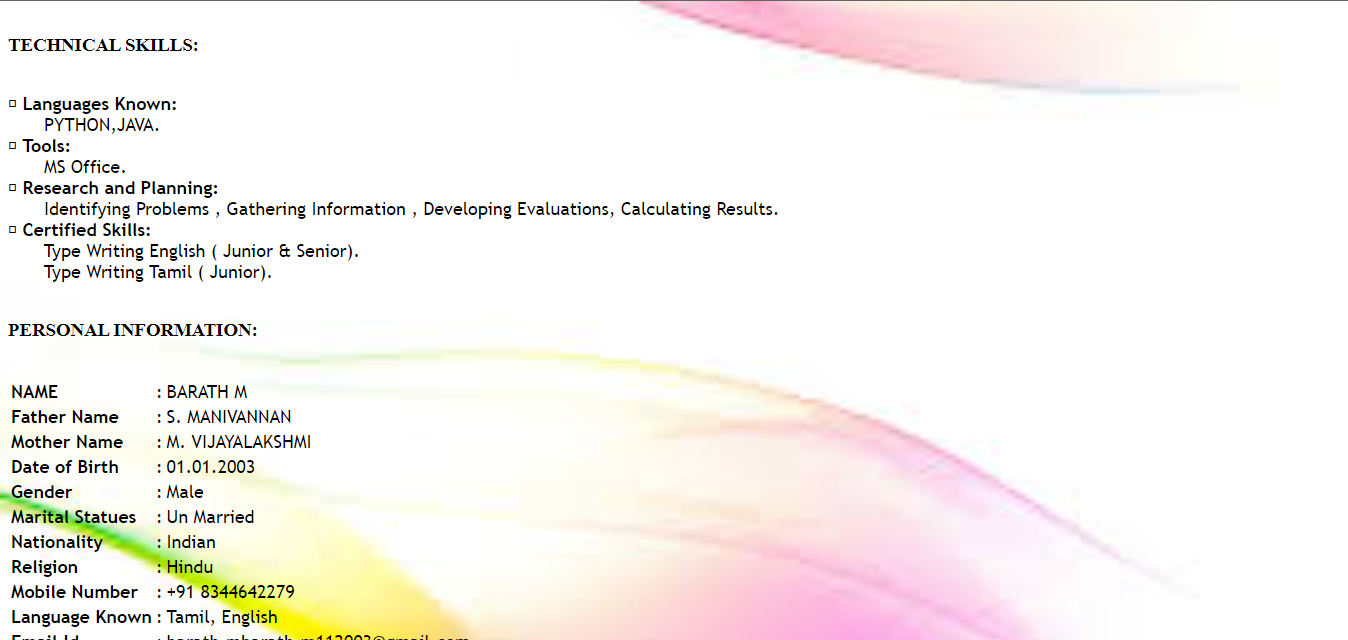 TECHNICAL SKILLS:
Languages Known:
PYTHON,JAVA.
Tools:
MS Office.
Research and Planning:
Identifying Problems , Gathering Information , Developing Evaluations, Calculating Results.
Certified Skills:
Type Writing English ( Junior & Senior).
Type Writing Tamil ( Junior).
PERSONAL INFORMATION:
NAME : BARATH M
Father Name : S. MANIVANNAN
Mother Name : M. VIJAYALAKSHMI
Date of Birth : 01.01.2003
Gender : Male
Marital Statues : Un Married
Nationality : Indian
Religion : Hindu
Mobile Number : +91 8344642279
Language Known : Tamil, English
Email Id :